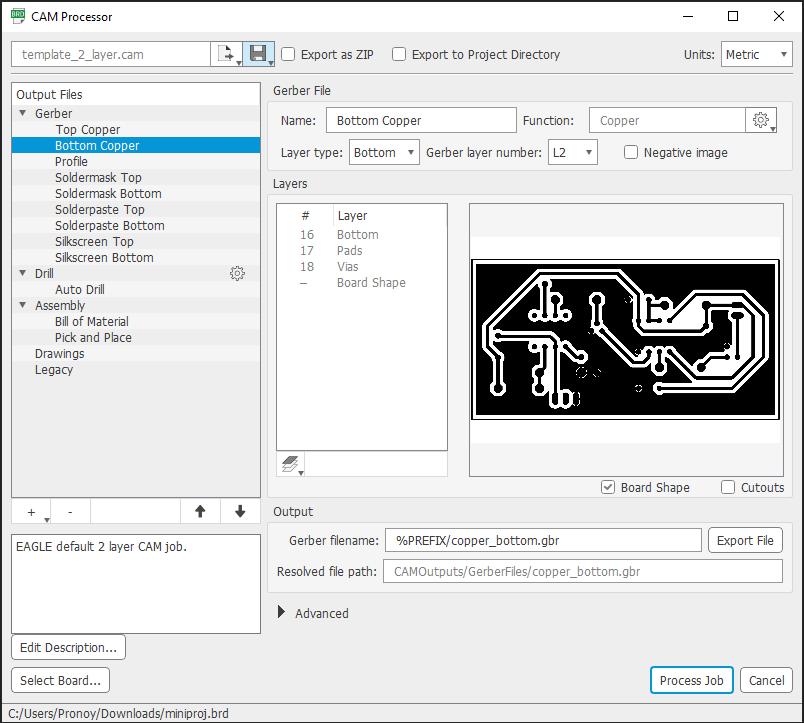 CAM Processor
template_2_layer.cam
Export as ZIP
Export to Project Directory
Units: Metric
Output Files
Gerber
Top Copper
Bottom Copper
Profile
Soldermask Top
Soldermask Bottom
Solderpaste Top
Solderpaste Bottom
Silkscreen Top
Silkscreen Bottom
Drill
Auto Drill
Assembly
Bill of Material
Pick and Place
Drawings
Legacy
+ -
EAGLE default 2 layer CAM job.
Edit Description...
Select Board...
Gerber File
Name: Bottom Copper Function: Copper
Layer type: Bottom Gerber layer number: L2 Negative image
Layers
# Layer
16 Bottom
17 Pads
18 Vias
– Board Shape
Board Shape Cutouts
Output
Gerber filename: %PREFIX/copper_bottom.gbr Export File
Resolved file path: CAMOutputs/GerberFiles/copper_bottom.gbr
Advanced
Process Job Cancel
C:/Users/Pronoy/Downloads/miniproj.brd